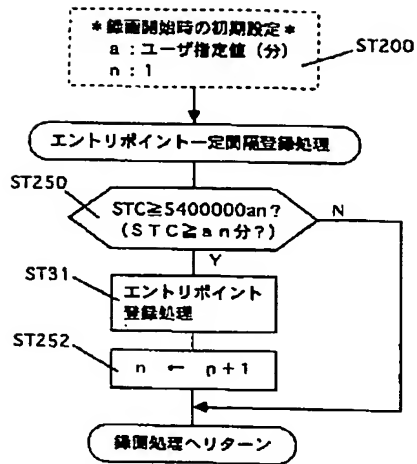 ＊録画開始時の初期設定＊
a：ユーザ指定値（分）
n：1
ST200
エントリポイント一定間隔登録処理
ST250
STC≧5400000an？
（STC≧an分？）
N
Y
ST31
エントリポイント
登録処理
ST252
n ← n+1
録画処理へリターン